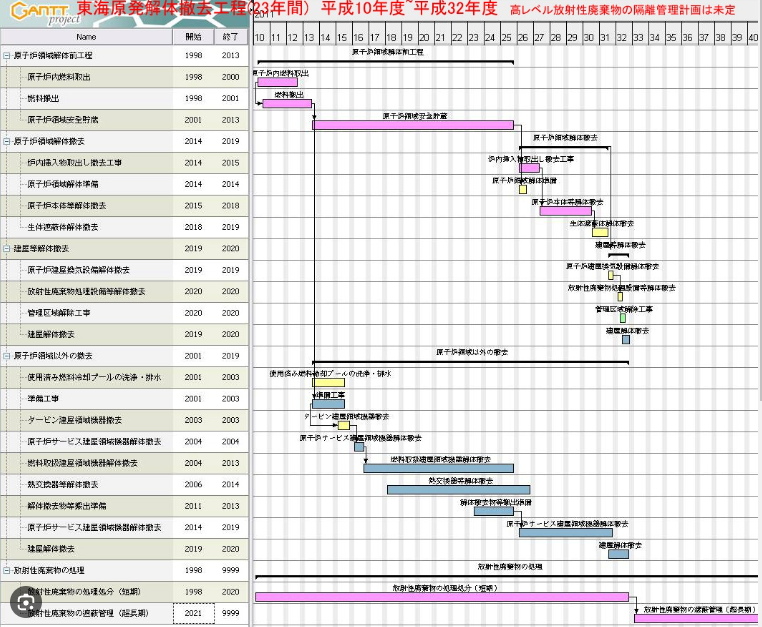 GANTT project
東海原発解体撤去工程(23年間) 平成10年度~平成32年度 高レベル放射性廃棄物の隔離管理計画は未定
2011
Name 開始 終了 10 11 12 13 14 15 16 17 18 19 20 21 22 23 24 25 26 27 28 29 30 31 32 33 34 35 36 37 38 39 40
原子炉領域解体前工程 1998 2013 原子炉領域解体前工程
原子炉内燃料取出 1998 2000 原子炉内燃料取出
燃料搬出 1998 2001 燃料搬出
原子炉領域安全貯蔵 2001 2013 原子炉領域安全貯蔵
原子炉領域解体撤去 2014 2019 原子炉領域解体撤去
炉内挿入物取出し撤去工事 2014 2015 炉内挿入物取出し撤去工事
原子炉領域解体準備 2014 2014 原子炉領域解体準備
原子炉本体等解体撤去 2015 2018 原子炉本体等解体撤去
生体遮蔽体解体撤去 2018 2019 生体遮蔽体解体撤去
建屋等解体撤去 2019 2020 建屋等解体撤去
原子炉建屋換気設備解体撤去 2019 2019 原子炉建屋換気設備解体撤去
放射性廃棄物処理設備等解体撤去 2020 2020 放射性廃棄物処理設備等解体撤去
管理区域解除工事 2020 2020 管理区域解除工事
建屋解体撤去 2019 2020 建屋解体撤去
原子炉領域以外の撤去 2001 2019 原子炉領域以外の撤去
使用済み燃料冷却プールの洗浄・排水 2001 2003 使用済み燃料冷却プールの洗浄・排水
準備工事 2001 2003 準備工事
タービン建屋領域機器撤去 2003 2003 タービン建屋領域機器撤去
原子炉サービス建屋領域機器解体撤去 2004 2004 原子炉サービス建屋領域機器解体撤去
燃料取扱建屋領域機器解体撤去 2004 2013 燃料取扱建屋領域機器解体撤去
熱交換器等解体撤去 2006 2014 熱交換器等解体撤去
解体撤去物等搬出準備 2011 2013 解体撤去物等搬出準備
原子炉サービス建屋領域機器解体撤去 2014 2019 原子炉サービス建屋領域機器解体撤去
建屋解体撤去 2019 2020 建屋解体撤去
放射性廃棄物の処理 1998 9999 放射性廃棄物の処理
放射性廃棄物の処理処分(短期) 1998 2020 放射性廃棄物の処理処分(短期)
放射性廃棄物の遮蔽管理(超長期) 2021 9999 放射性廃棄物の遮蔽管理(超長期)